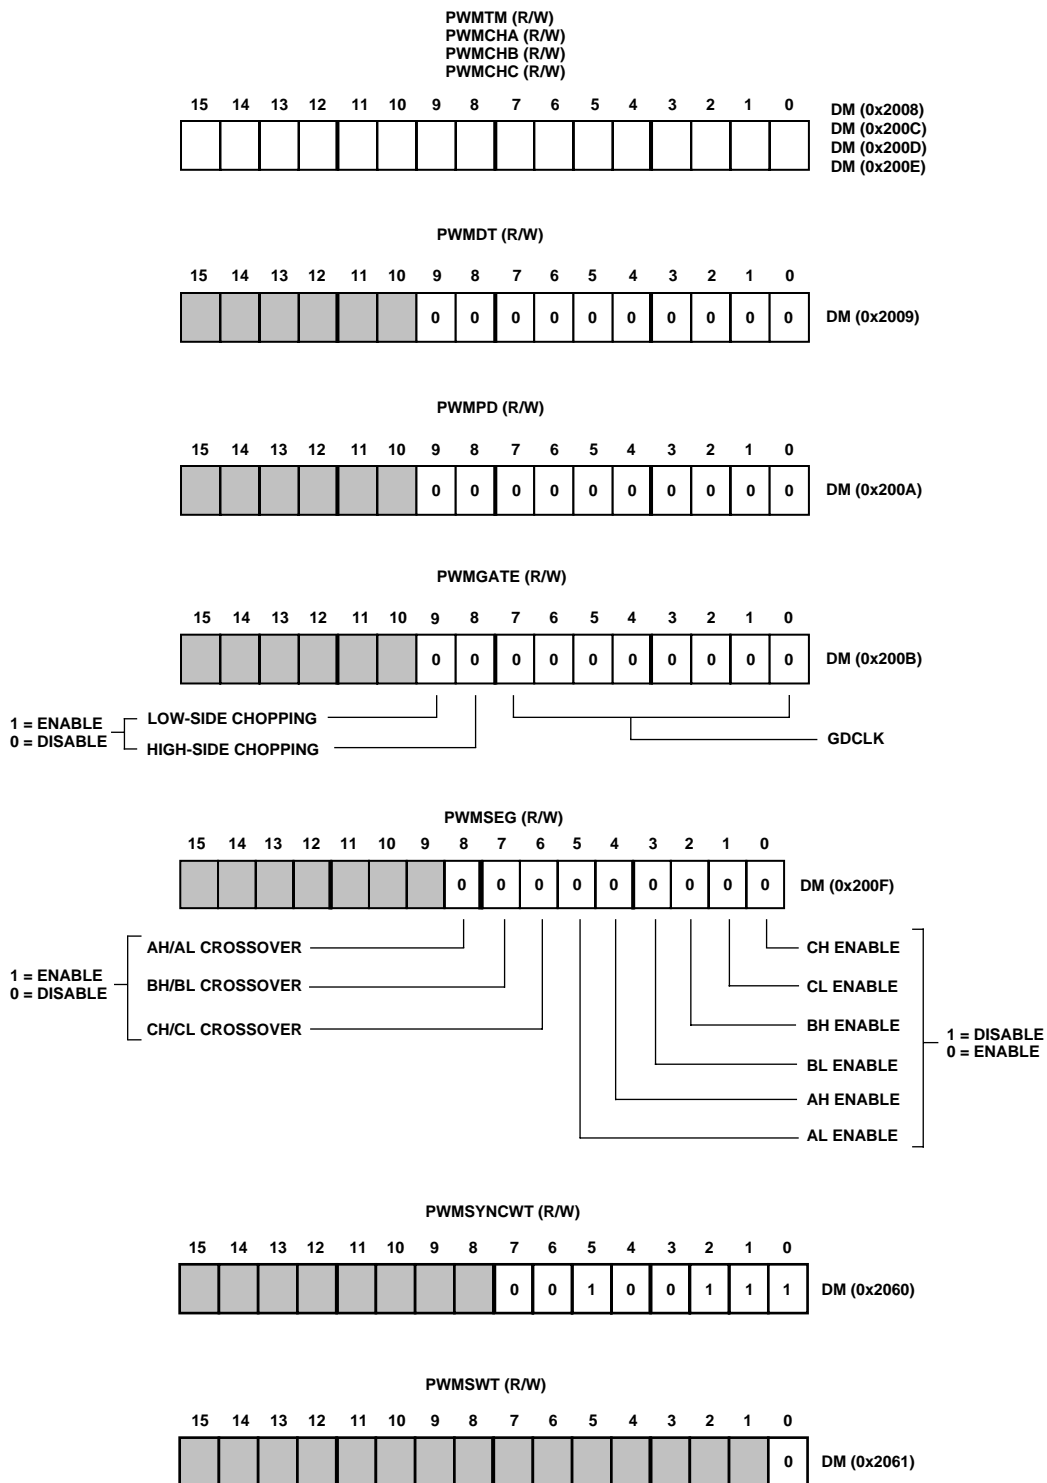 PWMTM (R/W)
PWMCHA (R/W)
PWMCHB (R/W)
PWMCHC (R/W)
15 14 13 12 11 10 9 8 7 6 5 4 3 2 1 0
DM (0x2008)
DM (0x200C)
DM (0x200D)
DM (0x200E)
PWMDT (R/W)
15 14 13 12 11 10 9 8 7 6 5 4 3 2 1 0
0 0 0 0 0 0 0 0 0 0 DM (0x2009)
PWMPD (R/W)
15 14 13 12 11 10 9 8 7 6 5 4 3 2 1 0
0 0 0 0 0 0 0 0 0 0 DM (0x200A)
PWMGATE (R/W)
15 14 13 12 11 10 9 8 7 6 5 4 3 2 1 0
0 0 0 0 0 0 0 0 0 0 DM (0x200B)
1 = ENABLE
0 = DISABLE
LOW-SIDE CHOPPING
HIGH-SIDE CHOPPING
GDCLK
PWMSEG (R/W)
15 14 13 12 11 10 9 8 7 6 5 4 3 2 1 0
0 0 0 0 0 0 0 0 0 DM (0x200F)
1 = ENABLE
0 = DISABLE
AH/AL CROSSOVER
BH/BL CROSSOVER
CH/CL CROSSOVER
CH ENABLE
CL ENABLE
BH ENABLE
BL ENABLE
AH ENABLE
AL ENABLE
1 = DISABLE
0 = ENABLE
PWMSYNCWT (R/W)
15 14 13 12 11 10 9 8 7 6 5 4 3 2 1 0
0 0 1 0 0 1 1 1 DM (0x2060)
PWMSWT (R/W)
15 14 13 12 11 10 9 8 7 6 5 4 3 2 1 0
0 DM (0x2061)